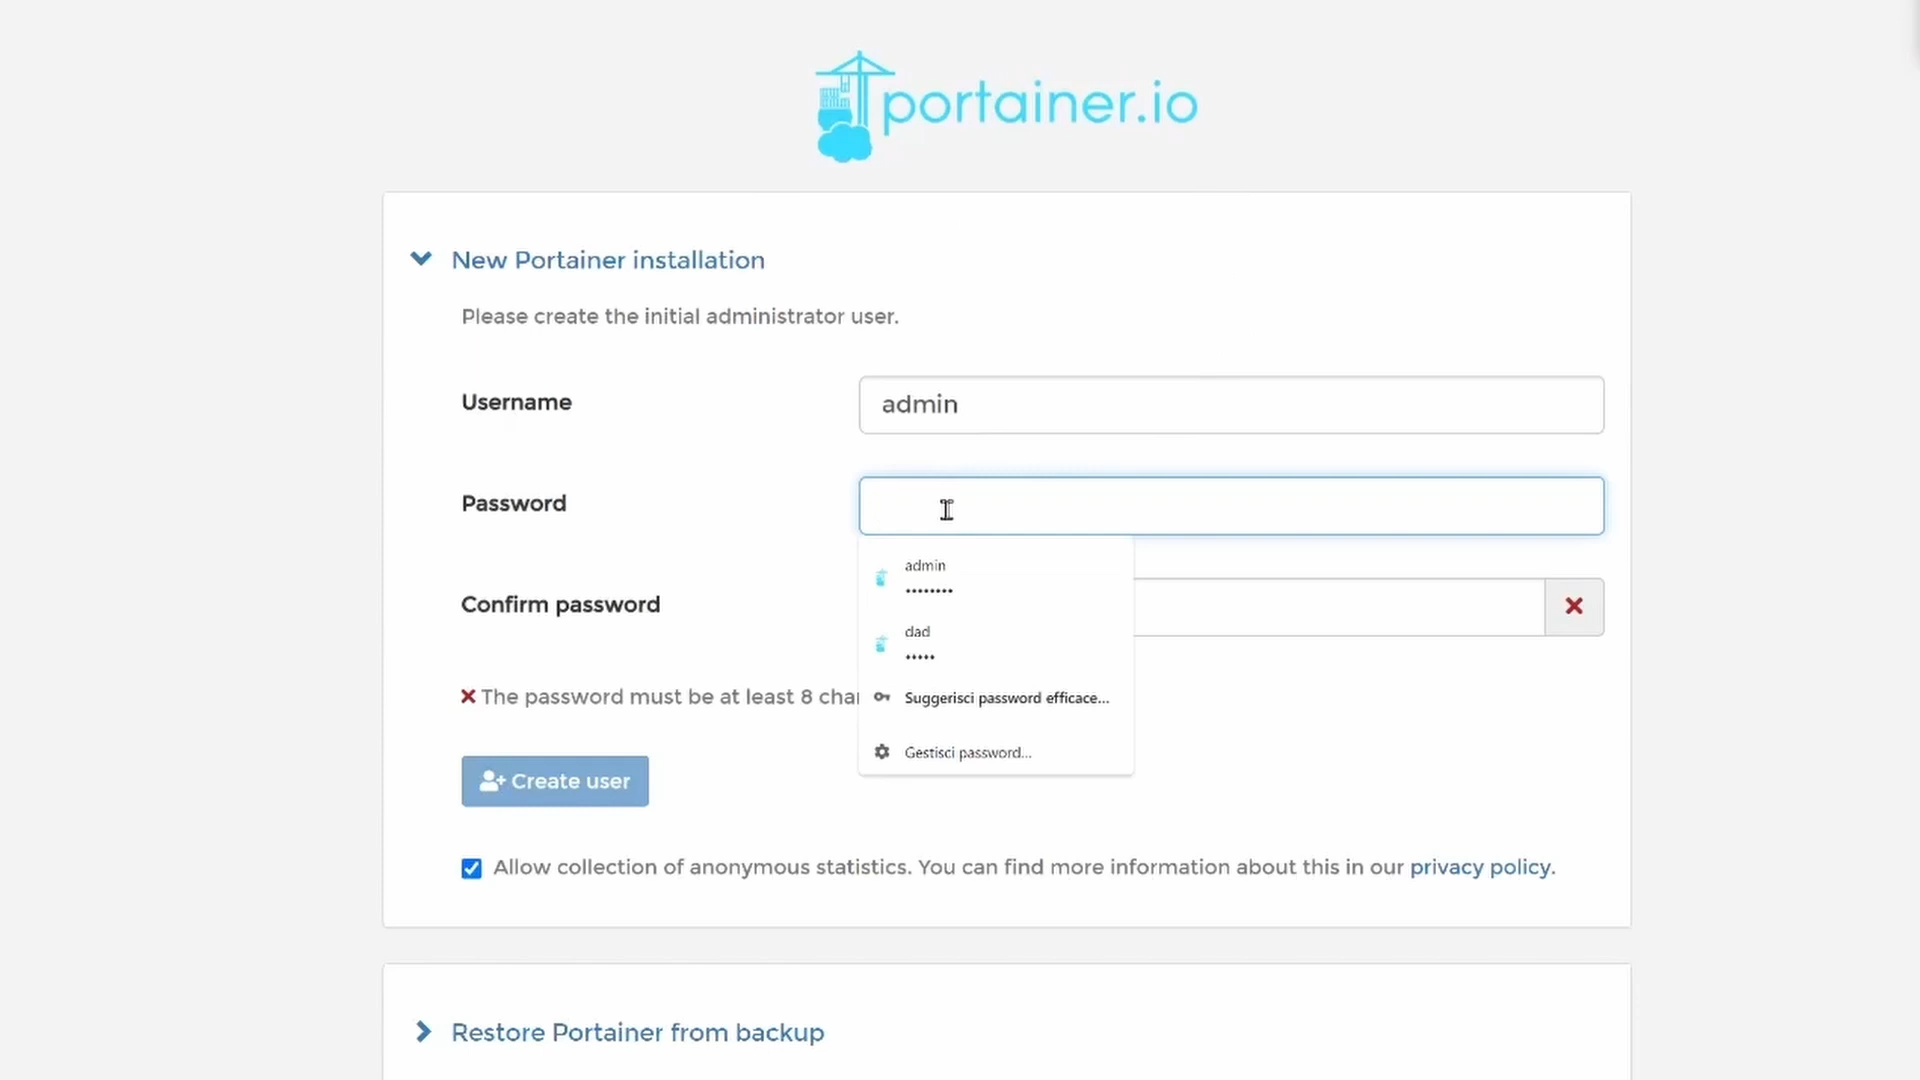 portainer.io
New Portainer installation
Please create the initial administrator user.
Username
admin
Password
admin
••••••••
Confirm password
dad
•••••
The password must be at least 8 char
Suggerisci password efficace...
Gestisci password...
Create user
Allow collection of anonymous statistics. You can find more information about this in our privacy policy.
Restore Portainer from backup